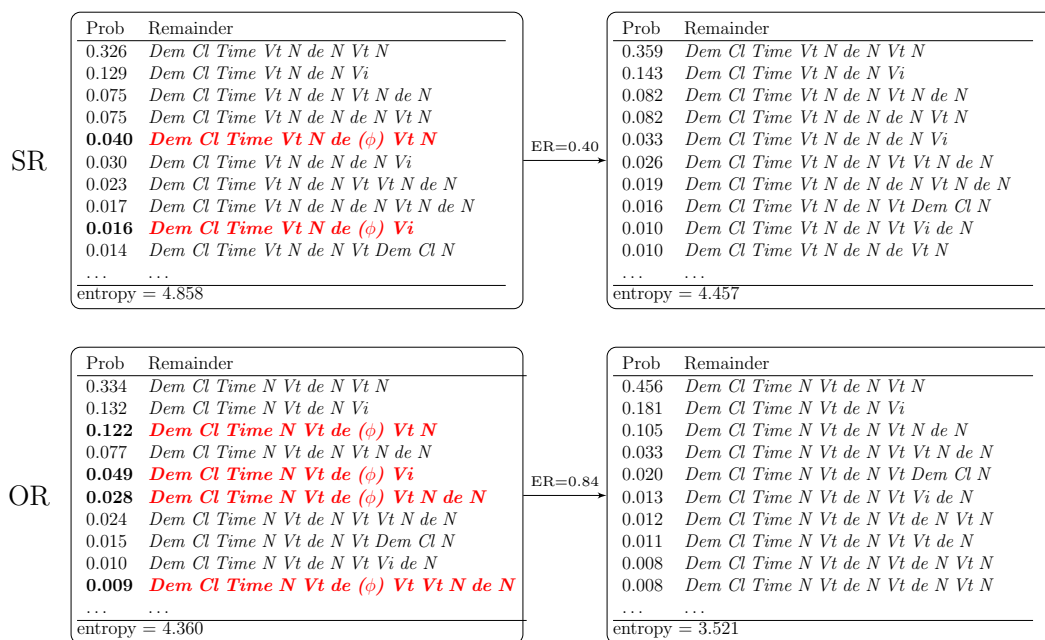 SR
Prob Remainder
0.326 Dem Cl Time Vt N de N Vt N
0.129 Dem Cl Time Vt N de N Vi
0.075 Dem Cl Time Vt N de N Vt N de N
0.075 Dem Cl Time Vt N de N de N Vt N
0.040 Dem Cl Time Vt N de (ϕ) Vt N
0.030 Dem Cl Time Vt N de N de N Vi
0.023 Dem Cl Time Vt N de N Vt Vt N de N
0.017 Dem Cl Time Vt N de N de N Vt N de N
0.016 Dem Cl Time Vt N de (ϕ) Vi
0.014 Dem Cl Time Vt N de N Vt Dem Cl N
... ...
entropy = 4.858
ER=0.40
Prob Remainder
0.359 Dem Cl Time Vt N de N Vt N
0.143 Dem Cl Time Vt N de N Vi
0.082 Dem Cl Time Vt N de N Vt N de N
0.082 Dem Cl Time Vt N de N de N Vt N
0.033 Dem Cl Time Vt N de N de N Vi
0.026 Dem Cl Time Vt N de N Vt Vt N de N
0.019 Dem Cl Time Vt N de N de N Vt N de N
0.016 Dem Cl Time Vt N de N Vt Dem Cl N
0.010 Dem Cl Time Vt N de N Vt Vi de N
0.010 Dem Cl Time Vt N de N de Vt N
... ...
entropy = 4.457
OR
Prob Remainder
0.334 Dem Cl Time N Vt de N Vt N
0.132 Dem Cl Time N Vt de N Vi
0.122 Dem Cl Time N Vt de (ϕ) Vt N
0.077 Dem Cl Time N Vt de N Vt N de N
0.049 Dem Cl Time N Vt de (ϕ) Vi
0.028 Dem Cl Time N Vt de (ϕ) Vt N de N
0.024 Dem Cl Time N Vt de N Vt Vt N de N
0.015 Dem Cl Time N Vt de N Vt Dem Cl N
0.010 Dem Cl Time N Vt de N Vt Vi de N
0.009 Dem Cl Time N Vt de (ϕ) Vt Vt N de N
... ...
entropy = 4.360
ER=0.84
Prob Remainder
0.456 Dem Cl Time N Vt de N Vt N
0.181 Dem Cl Time N Vt de N Vi
0.105 Dem Cl Time N Vt de N Vt N de N
0.033 Dem Cl Time N Vt de N Vt Vt N de N
0.020 Dem Cl Time N Vt de N Vt Dem Cl N
0.013 Dem Cl Time N Vt de N Vt Vi de N
0.012 Dem Cl Time N Vt de N Vt de N Vt N
0.011 Dem Cl Time N Vt de N Vt Vt de N
0.008 Dem Cl Time N Vt de N Vt de N Vt N
0.008 Dem Cl Time N Vt de N Vt de N Vt N
... ...
entropy = 3.521